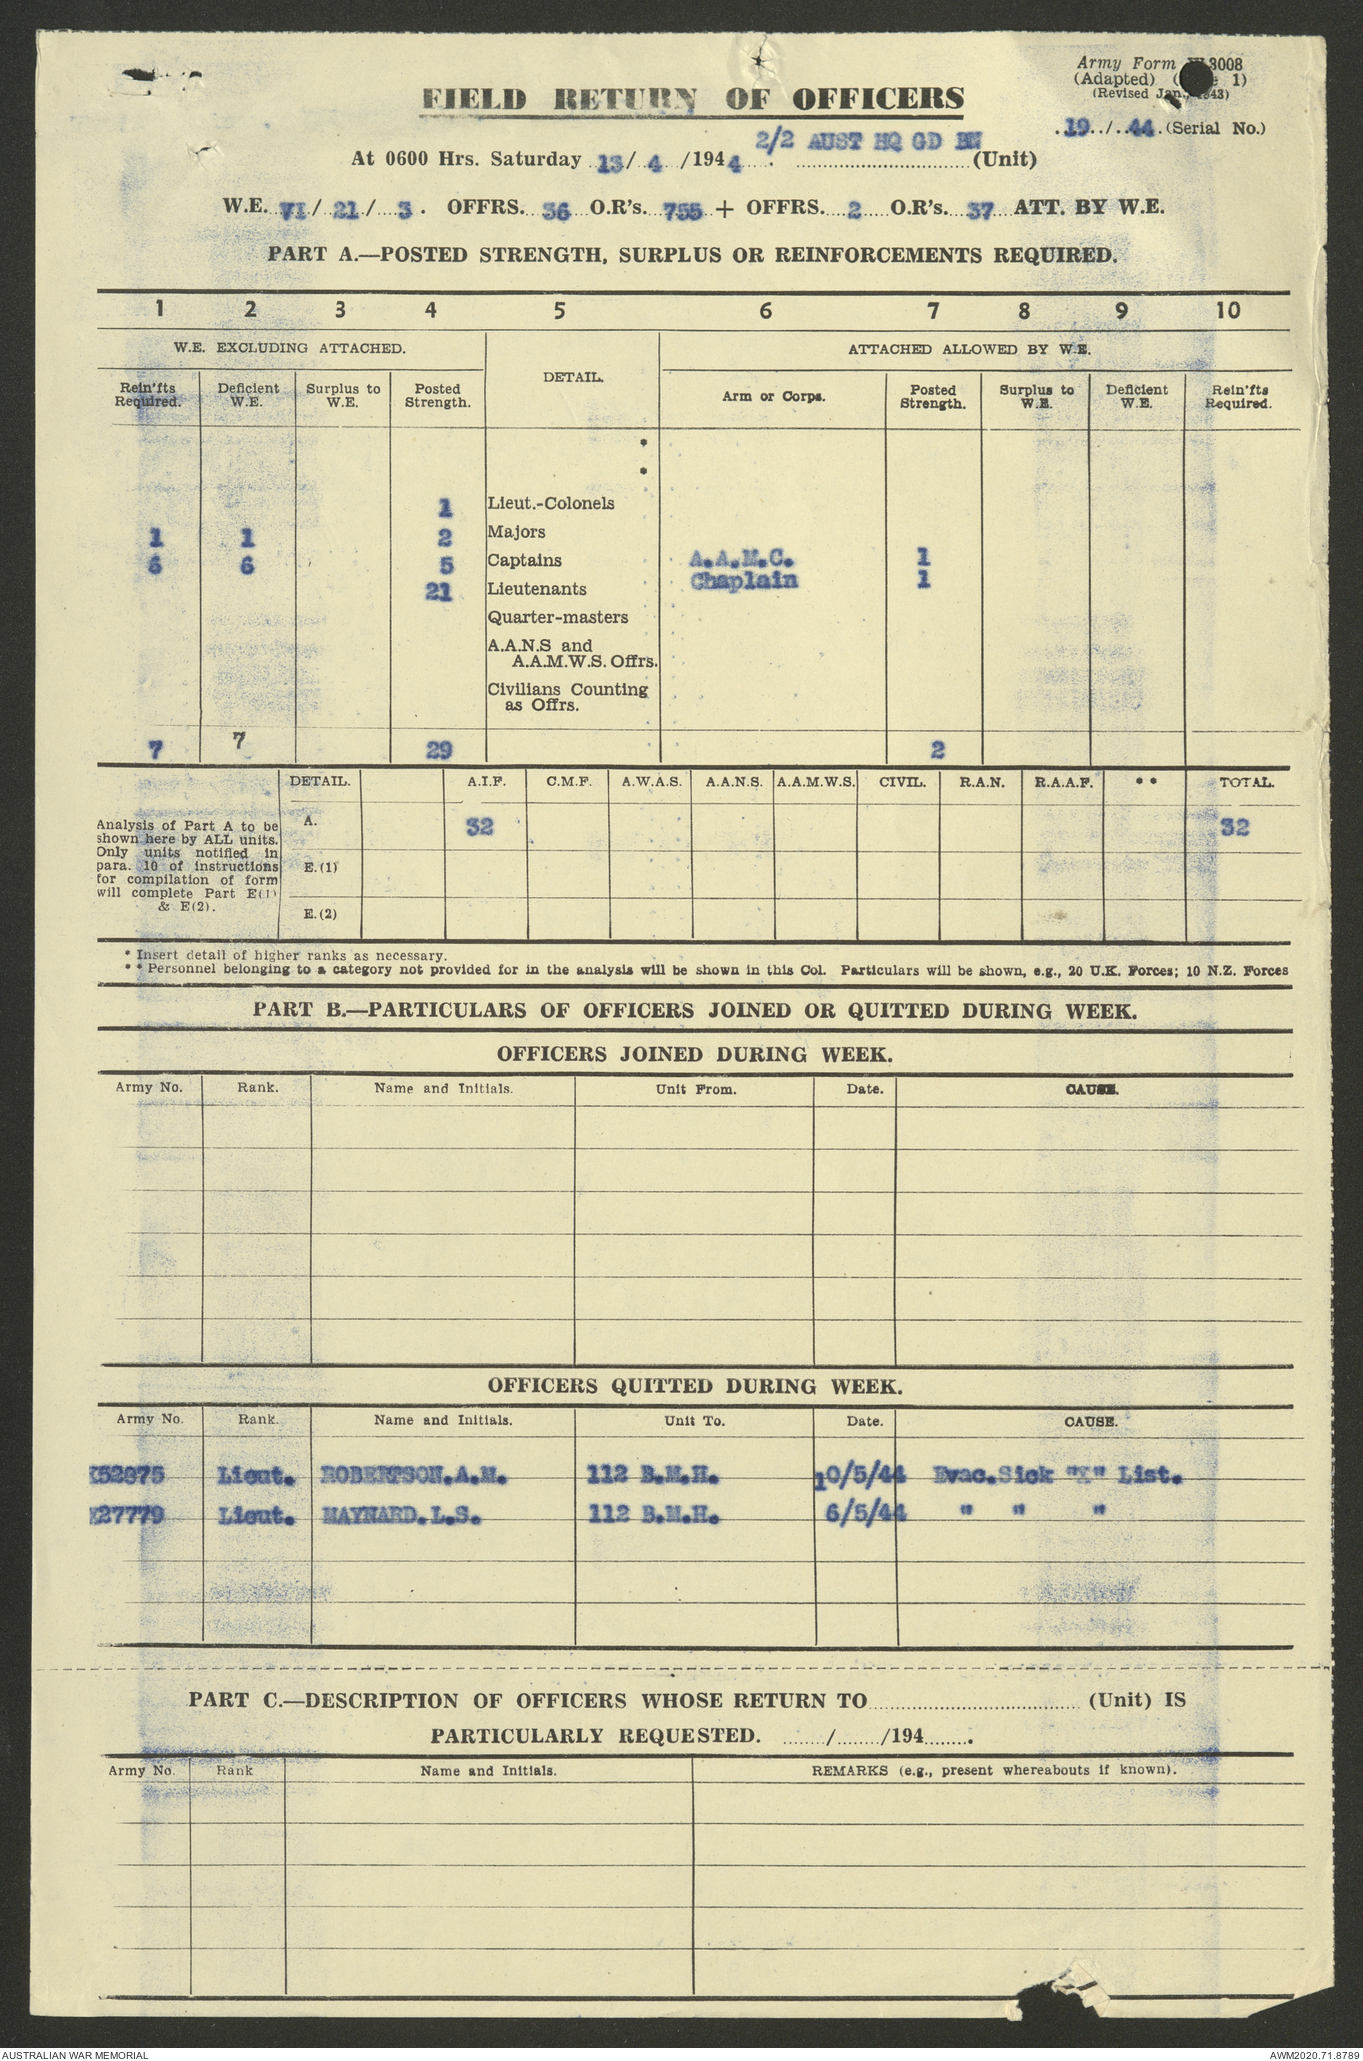 Army Form 3008
(Adapted) ( 1)
(Revised Jan. 1943)
FIELD RETURN OF OFFICERS
.19../..44.(Serial No.)
2/2 AUST HQ GD BN
At 0600 Hrs. Saturday 13/ 4 /1944. ..............................(Unit)
W.E. VI / 21 / 3 . OFFRS. 36 O.R's. 755 + OFFRS. 2 O.R's. 37 ATT. BY W.E.
PART A.—POSTED STRENGTH, SURPLUS OR REINFORCEMENTS REQUIRED.
1 2 3 4 5 6 7 8 9 10
W.E. EXCLUDING ATTACHED. DETAIL. ATTACHED ALLOWED BY W.E.
Rein'fts Required. Deficient W.E. Surplus to W.E. Posted Strength. Arm or Corps. Posted Strength. Surplus to W.E. Deficient W.E. Rein'fts Required.
*
*
1 Lieut.-Colonels
1 1 2 Majors
6 6 5 Captains A.A.M.C. 1
21 Lieutenants Chaplain 1
Quarter-masters
A.A.N.S and
A.A.M.W.S. Offrs.
Civilians Counting
as Offrs.
7 7 29 2
DETAIL. A.I.F. C.M.F. A.W.A.S. A.A.N.S. A.A.M.W.S. CIVIL. R.A.N. R.A.A.F. * * TOTAL.
A. 32 32
Analysis of Part A to be
shown here by ALL units.
Only units notified in
para. 10 of instructions
for compilation of form
will complete Part E(1)
& E(2).
E.(1)
E.(2)
* Insert detail of higher ranks as necessary.
* * Personnel belonging to a category not provided for in the analysis will be shown in this Col. Particulars will be shown, e.g., 20 U.K. Forces; 10 N.Z. Forces
PART B.—PARTICULARS OF OFFICERS JOINED OR QUITTED DURING WEEK.
OFFICERS JOINED DURING WEEK.
Army No. Rank. Name and Initials. Unit From. Date. CAUSE.
OFFICERS QUITTED DURING WEEK.
Army No. Rank. Name and Initials. Unit To. Date. CAUSE.
Lieut. ROBERTSON.A.M. 112 B.M.H. 10/5/44 Evac.Sick "X" List.
27779 Lieut. MAYNARD.L.S. 112 B.M.H. 6/5/44 " " "
PART C.—DESCRIPTION OF OFFICERS WHOSE RETURN TO.................................... (Unit) IS
PARTICULARLY REQUESTED. ......../......../194........
Army No. Rank Name and Initials. REMARKS (e.g., present whereabouts if known).
AUSTRALIAN WAR MEMORIAL AWM2020.71.8789